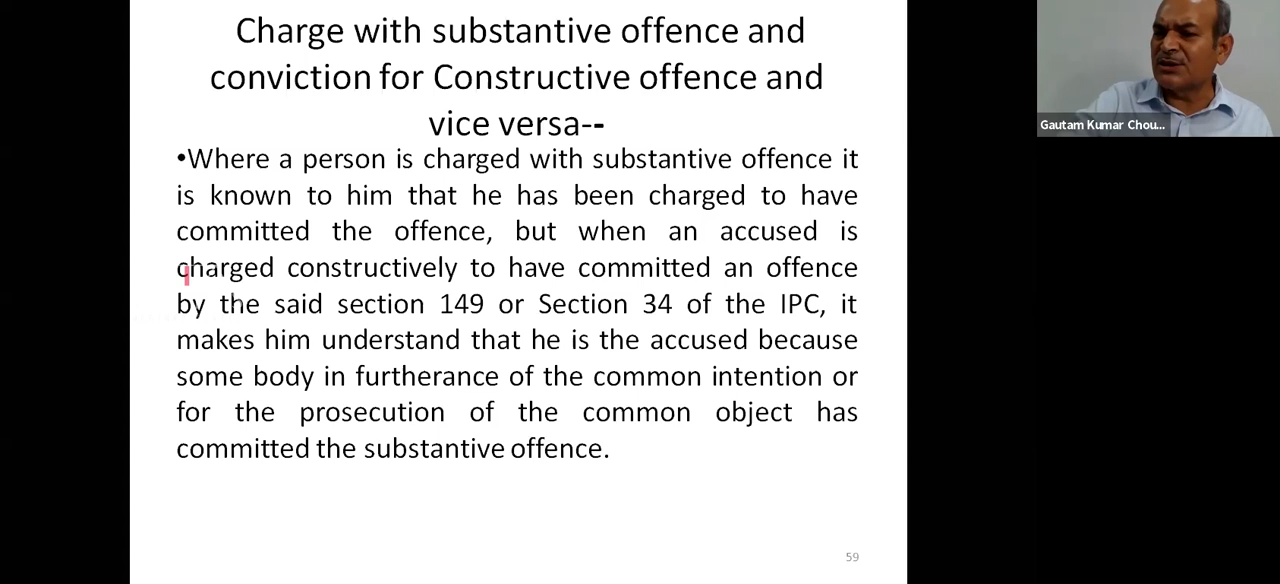 Charge with substantive offence and
conviction for Constructive offence and
vice versa--
•Where a person is charged with substantive offence it
is known to him that he has been charged to have
committed the offence, but when an accused is
charged constructively to have committed an offence
by the said section 149 or Section 34 of the IPC, it
makes him understand that he is the accused because
some body in furtherance of the common intention or
for the prosecution of the common object has
committed the substantive offence.
59
Gautam Kumar Chou...